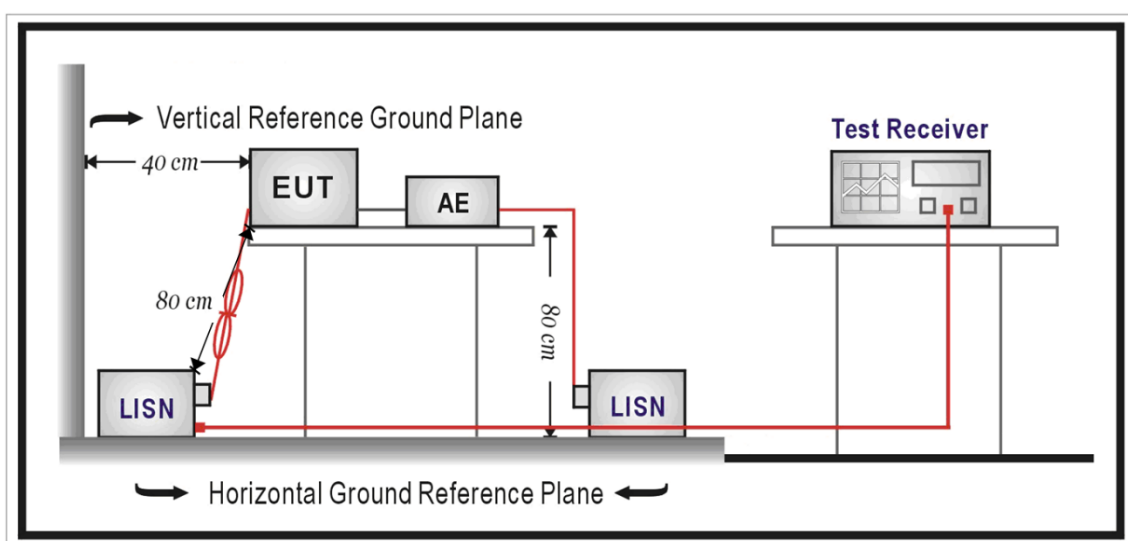 Vertical Reference Ground Plane
Test Receiver
40 cm
EUT
AE
80 cm
80 cm
LISN
LISN
Horizontal Ground Reference Plane